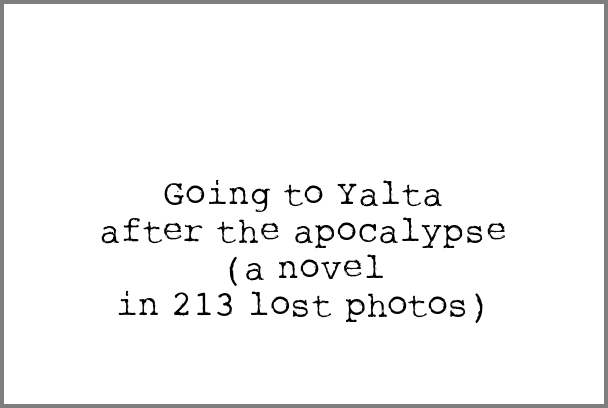 Going to Yalta
after the apocalypse
(a novel
in 213 lost photos)